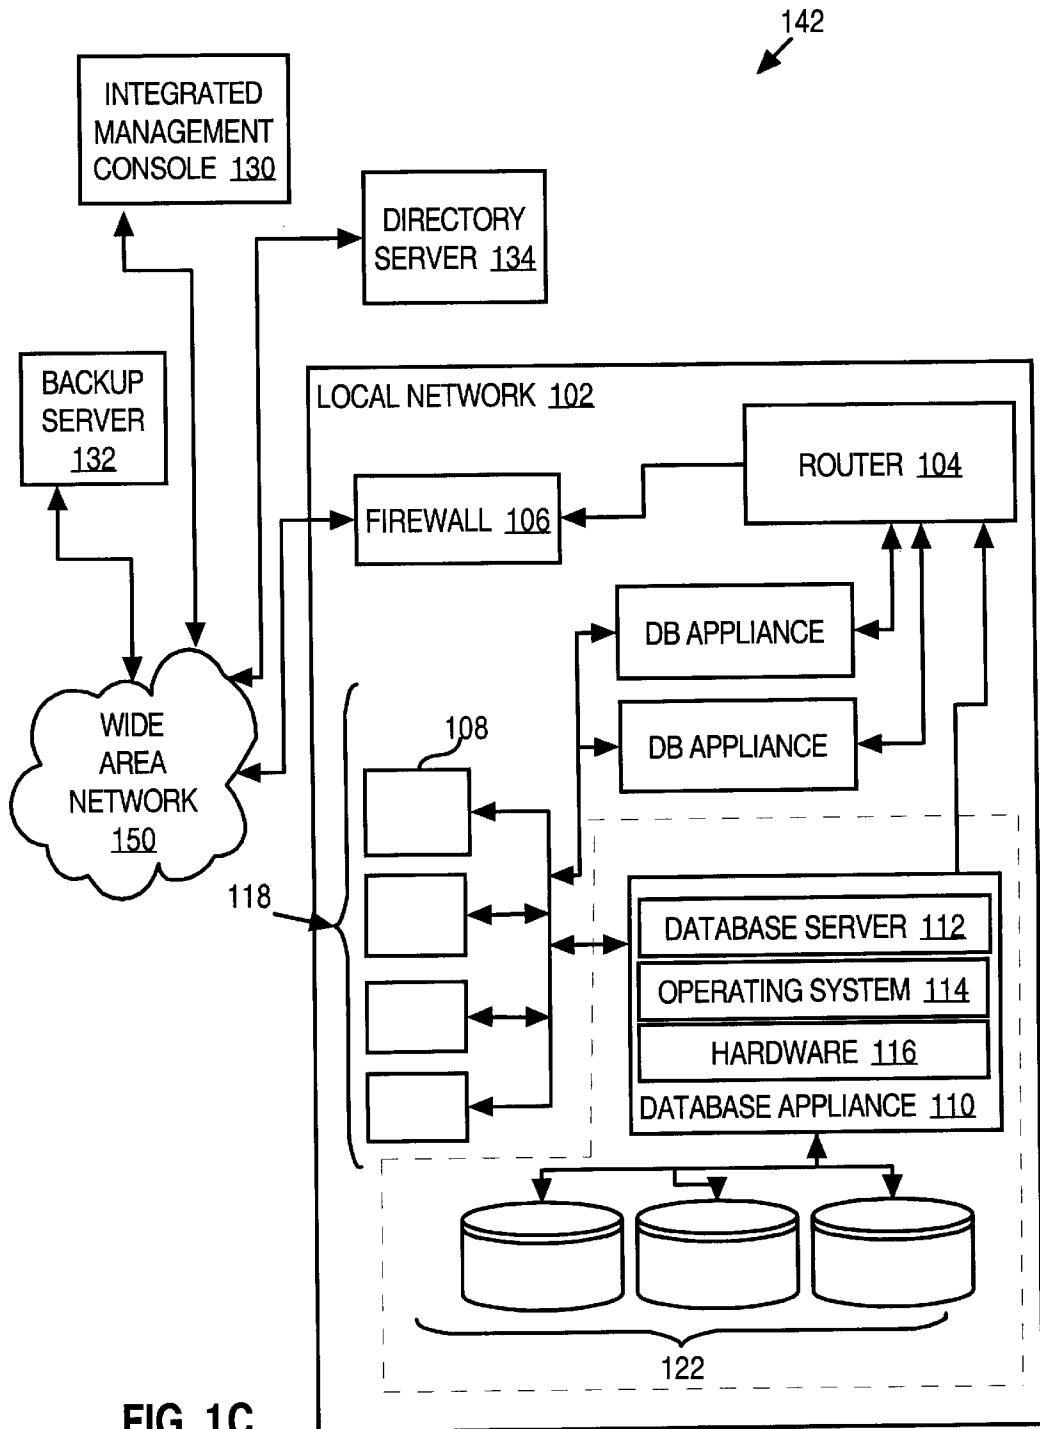 142
INTEGRATED
MANAGEMENT
CONSOLE 130
DIRECTORY
SERVER 134
BACKUP
SERVER
132
LOCAL NETWORK 102
ROUTER 104
FIREWALL 106
DB APPLIANCE
DB APPLIANCE
WIDE
AREA
NETWORK
150
108
118
DATABASE SERVER 112
OPERATING SYSTEM 114
HARDWARE 116
DATABASE APPLIANCE 110
122
FIG. 1C